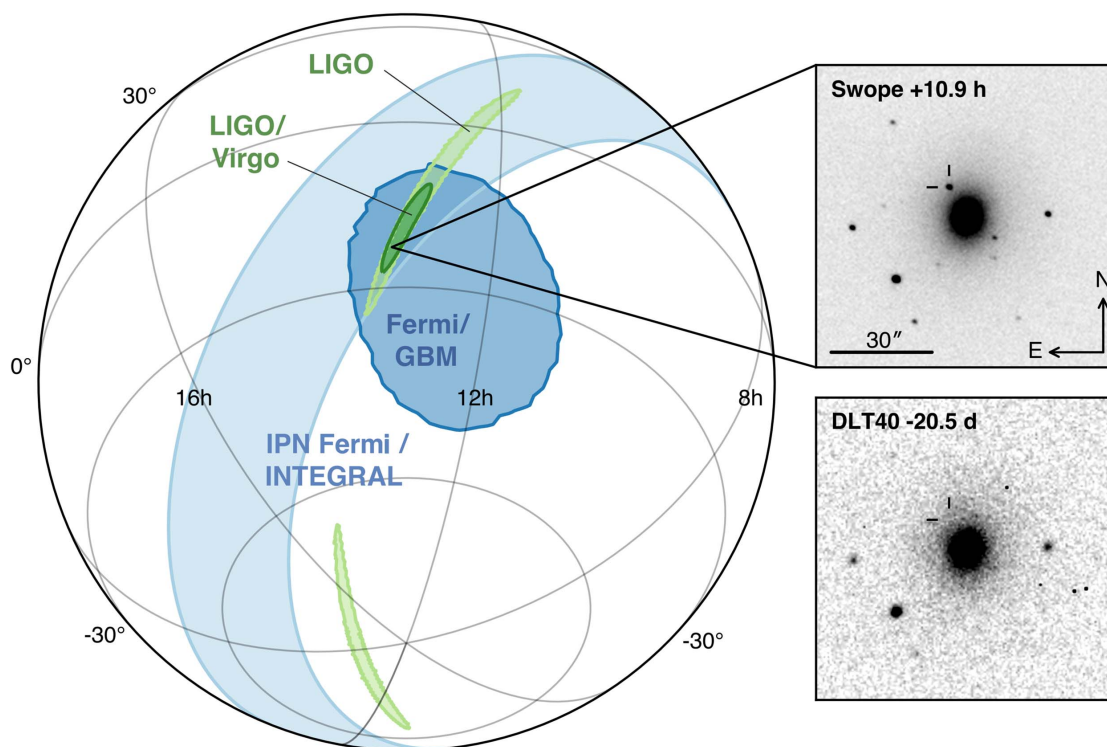 LIGO
30°
LIGO/
Virgo
Swope +10.9 h
N
30″
E
Fermi/
GBM
0°
16h
12h
8h
DLT40 -20.5 d
IPN Fermi /
INTEGRAL
-30°
-30°